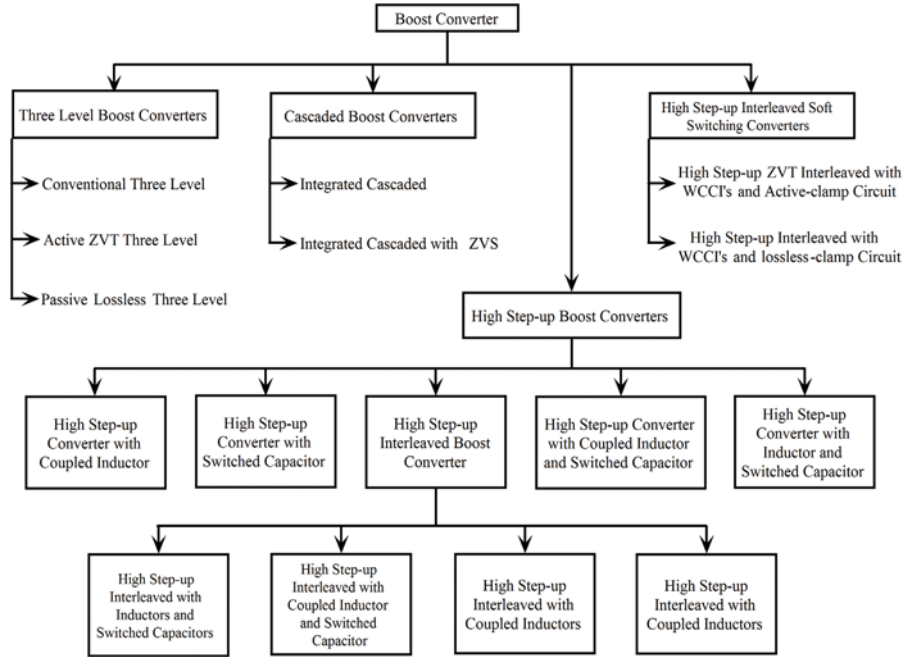 Boost Converter
Three Level Boost Converters
Conventional Three Level
Active ZVT Three Level
Passive Lossless Three Level
Cascaded Boost Converters
Integrated Cascaded
Integrated Cascaded with ZVS
High Step-up Interleaved Soft
Switching Converters
High Step-up ZVT Interleaved with
WCCI's and Active-clamp Circuit
High Step-up Interleaved with
WCCI's and lossless-clamp Circuit
High Step-up Boost Converters
High Step-up
Converter with
Coupled Inductor
High Step-up
Converter with
Switched Capacitor
High Step-up
Interleaved Boost
Converter
High Step-up Converter
with Coupled Inductor
and Switched Capacitor
High Step-up
Converter with
Inductor and
Switched Capacitor
High Step-up
Interleaved with
Inductors and
Switched Capacitors
High Step-up
Interleaved with
Coupled Inductor
and Switched
Capacitor
High Step-up
Interleaved with
Coupled Inductors
High Step-up
Interleaved with
Coupled Inductors